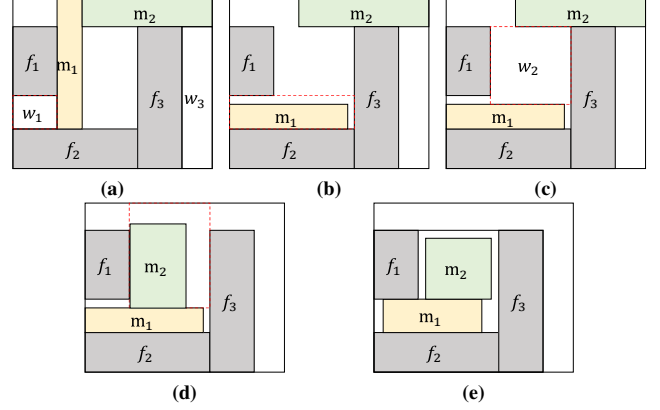 m₂
m₂
m₂
f₁
m₁
f₃
w₃
w₁
f₂
(a)
f₁
f₃
m₁
f₂
(b)
f₁
w₂
f₃
m₁
f₂
(c)
f₁
m₂
f₃
m₁
f₂
(d)
f₁
m₂
f₃
m₁
f₂
(e)